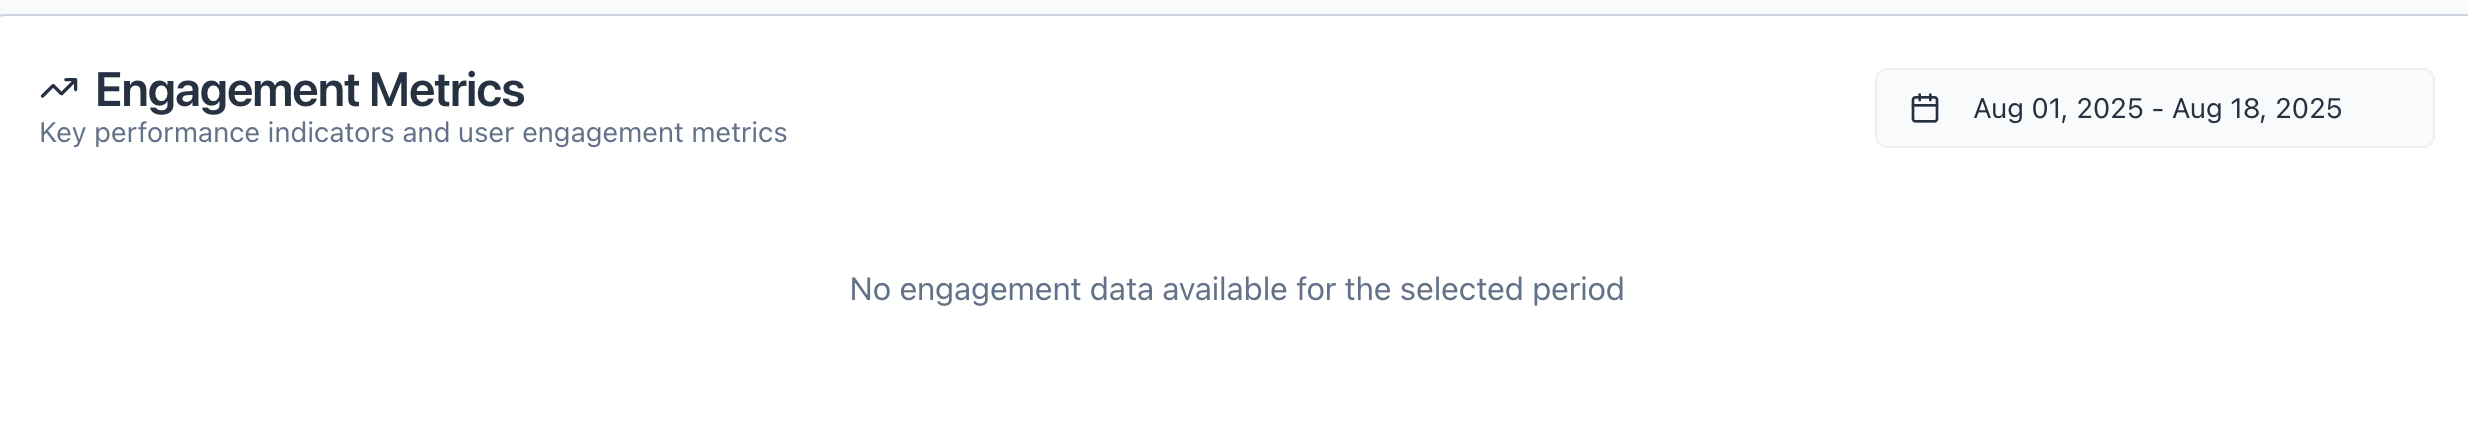 Engagement Metrics
Key performance indicators and user engagement metrics
Aug 01, 2025 - Aug 18, 2025
No engagement data available for the selected period